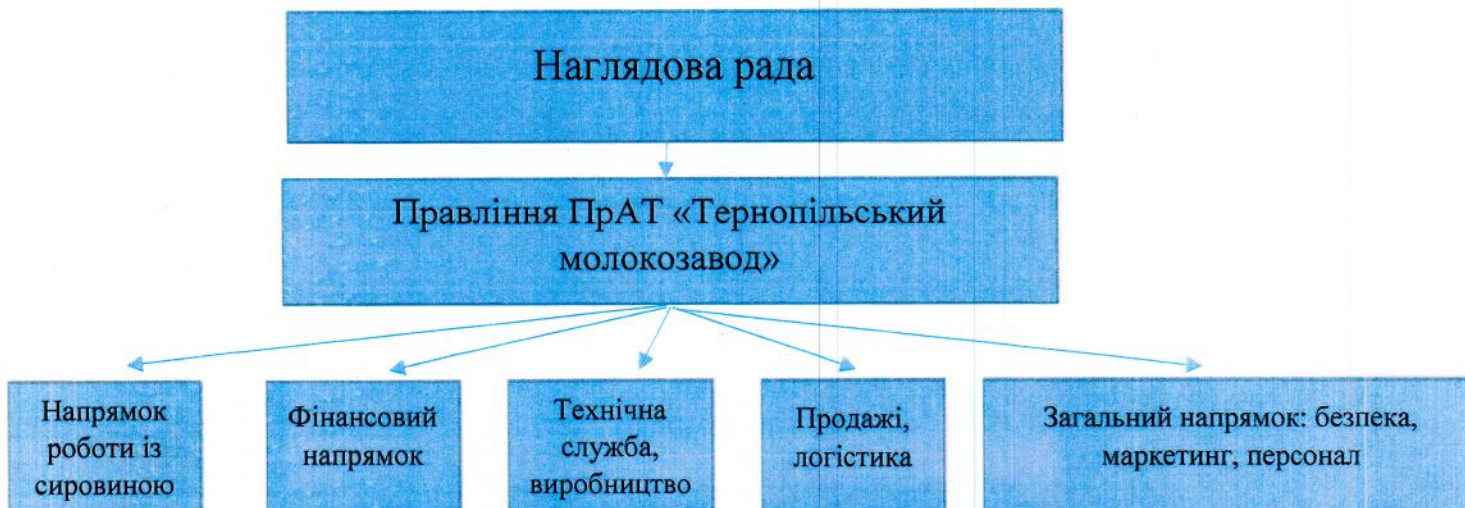 Наглядова рада
Правління ПрАТ «Тернопільський
молокозавод»
Напрямок
роботи із
сировиною
Фінансовий
напрямок
Технічна
служба,
виробництво
Продажі,
логістика
Загальний напрямок: безпека,
маркетинг, персонал